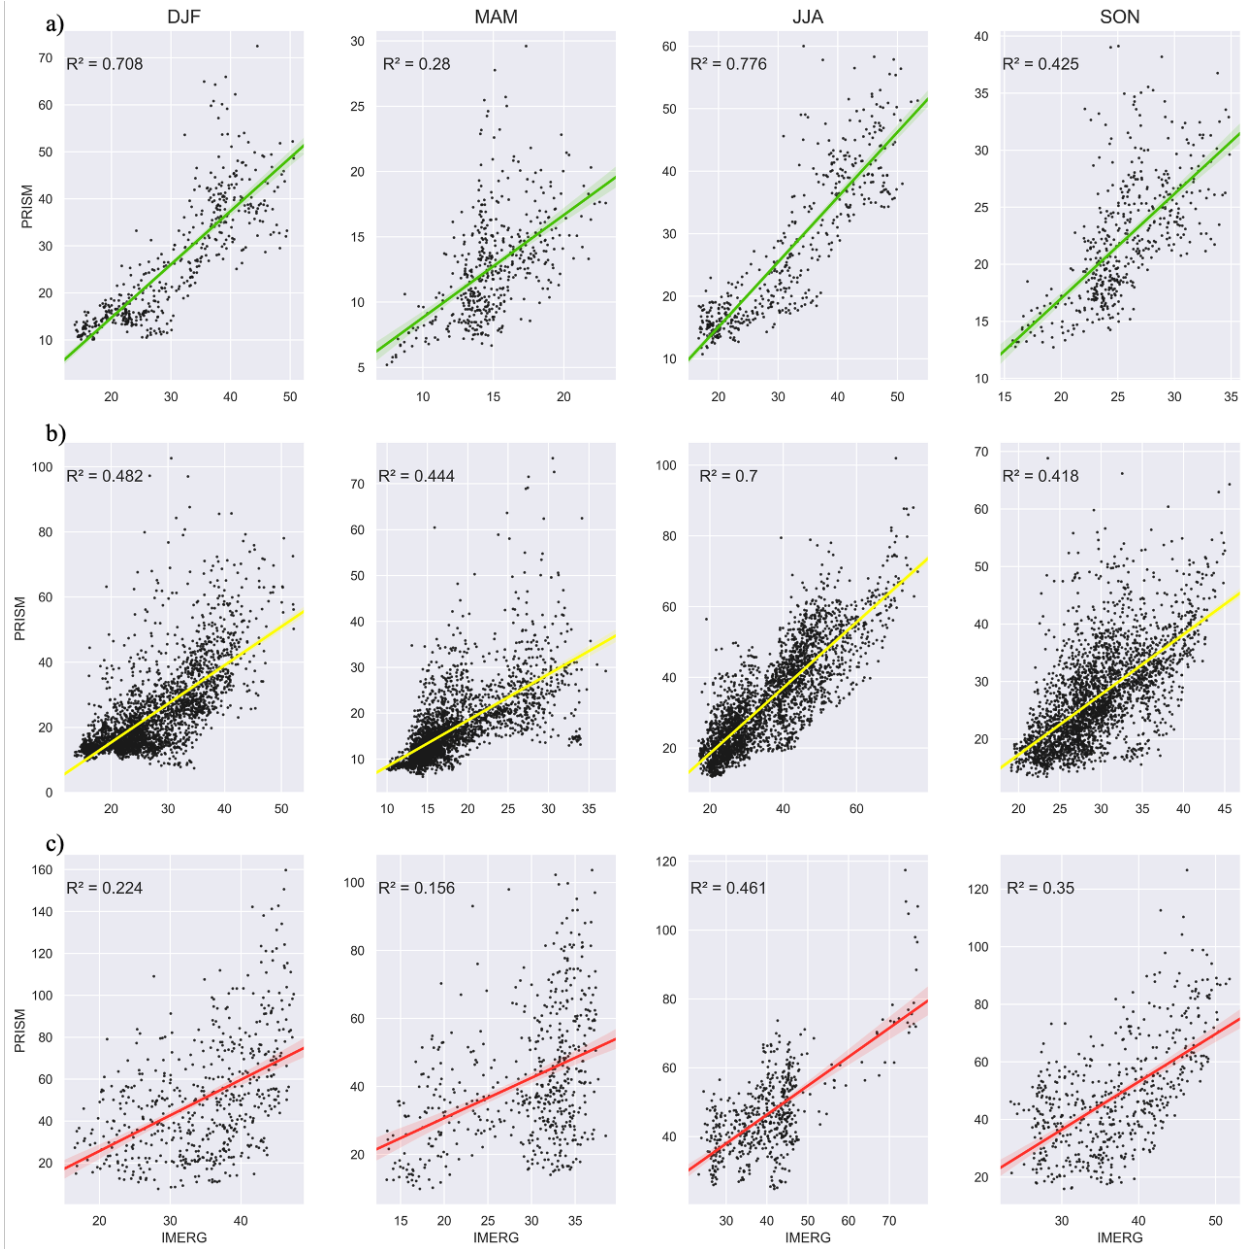 a)
DJF MAM JJA SON
R² = 0.708 R² = 0.28 R² = 0.776 R² = 0.425
PRISM
70 60 50 40 30 20 10
30 25 20 15 10 5
60 50 40 30 20 10
40 35 30 25 20 15 10
20 30 40 50
10 15 20
20 30 40 50
15 20 25 30 35
b)
R² = 0.482 R² = 0.444 R² = 0.7 R² = 0.418
PRISM
100 80 60 40 20 0
70 60 50 40 30 20 10
100 80 60 40 20
70 60 50 40 30 20
20 30 40 50
10 15 20 25 30 35
20 40 60
20 25 30 35 40 45
c)
R² = 0.224 R² = 0.156 R² = 0.461 R² = 0.35
PRISM
160 140 120 100 80 60 40 20
100 80 60 40 20
120 100 80 60 40
120 100 80 60 40 20
20 30 40
15 20 25 30 35
30 40 50 60 70
30 40 50
IMERG IMERG IMERG IMERG